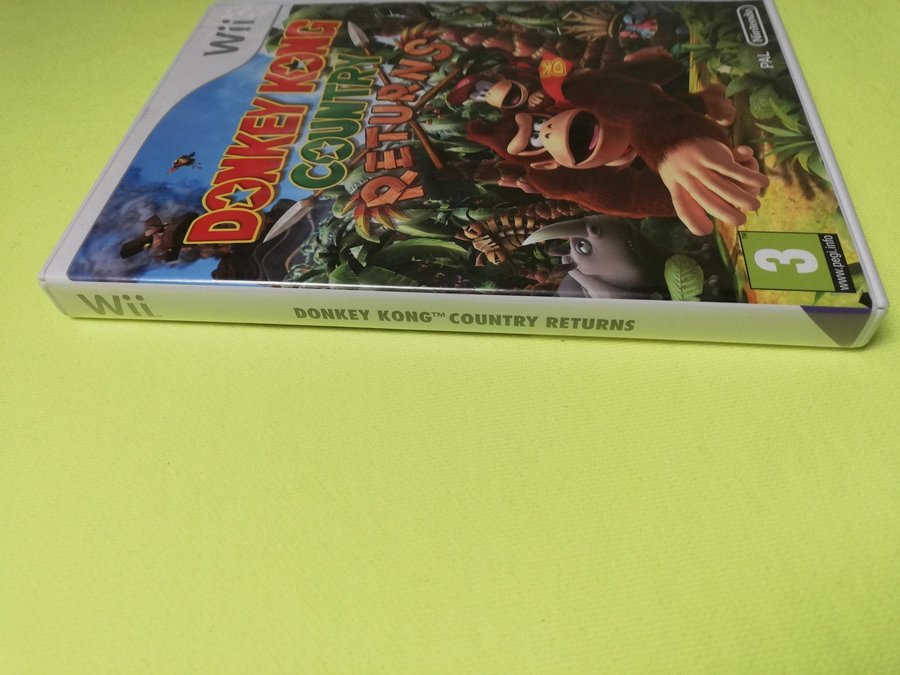 Wii
DONKEY KONG
COUNTRY
RETURNS
PAL
Nintendo
3
www.pegi.info
Wii
DONKEY KONG™ COUNTRY RETURNS